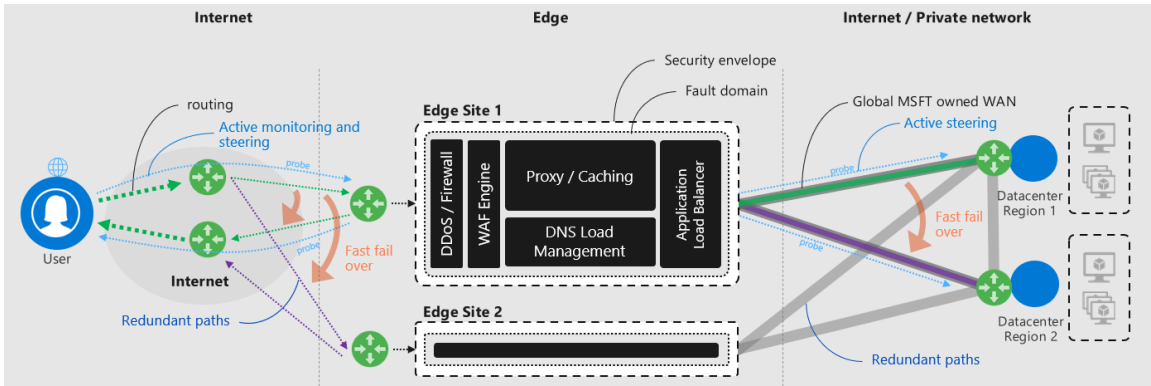 Internet
Edge
Internet / Private network
Security envelope
Fault domain
routing
Active monitoring and
steering
probe
Edge Site 1
DDoS / Firewall
WAF Engine
Proxy / Caching
DNS Load
Management
Application
Load Balancer
Global MSFT owned WAN
Active steering
probe
Datacenter
Region 1
User
Internet
probe
Fast fail
over
probe
Fast fail
over
Redundant paths
Edge Site 2
Datacenter
Region 2
Redundant paths